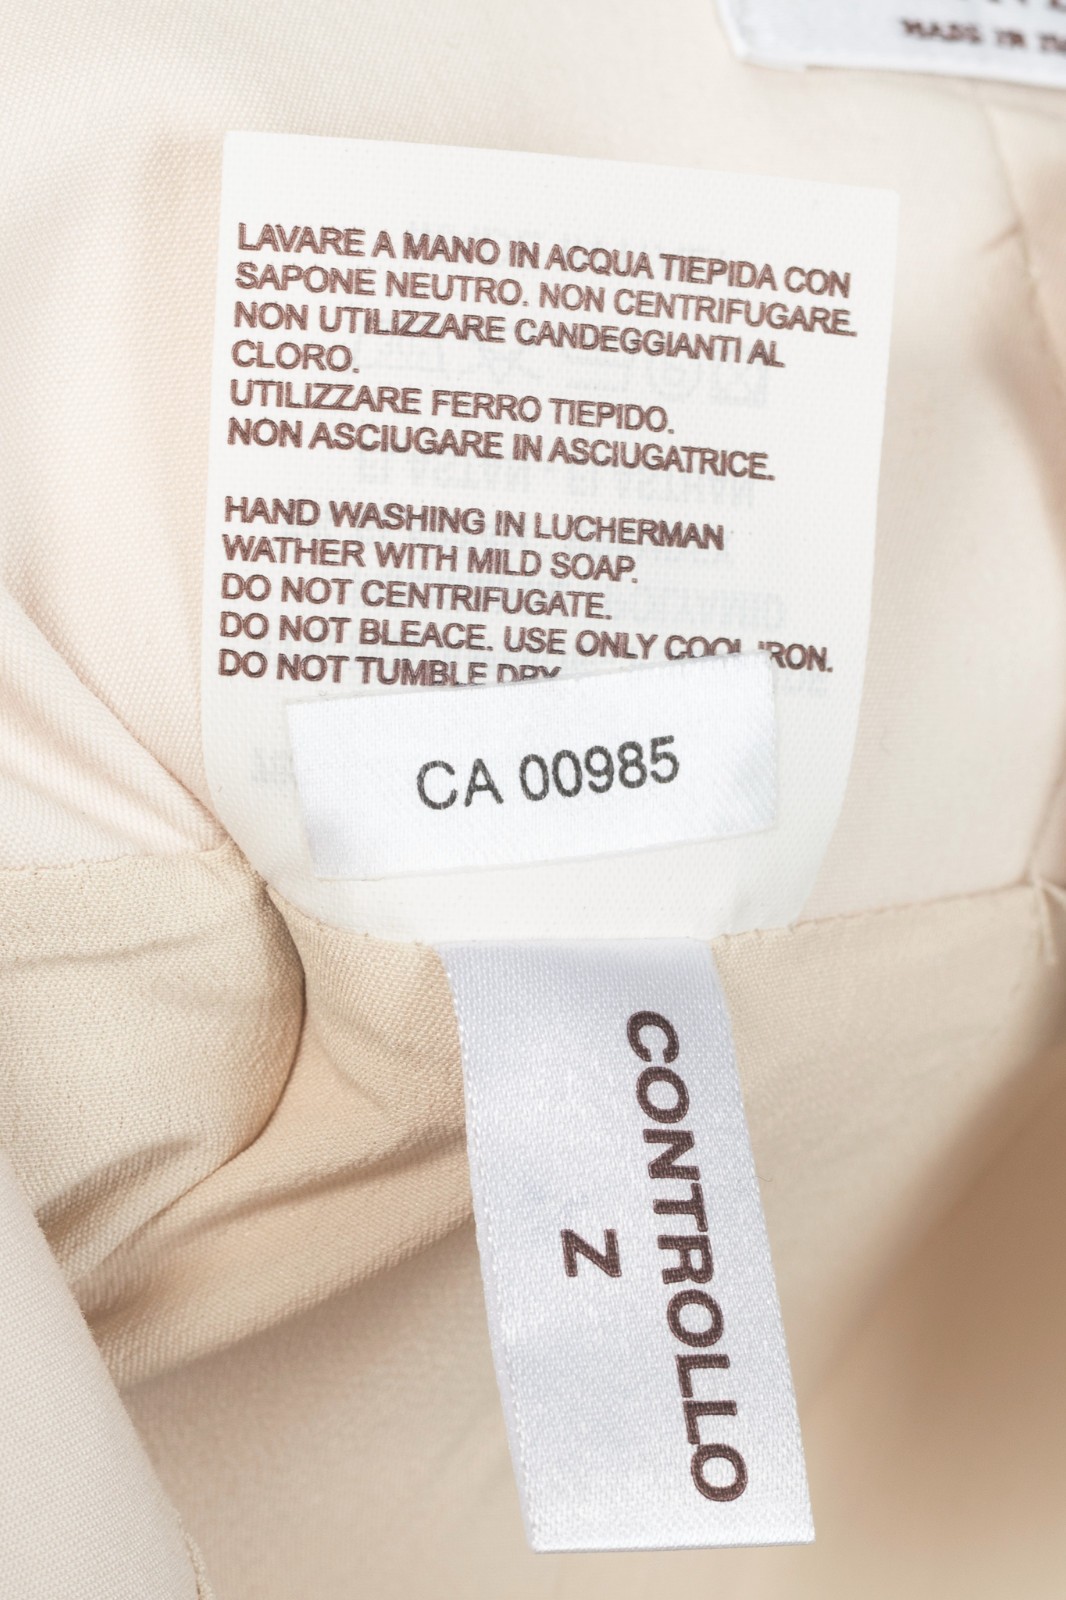 MADE IN
LAVARE A MANO IN ACQUA TIEPIDA CON
SAPONE NEUTRO. NON CENTRIFUGARE.
NON UTILIZZARE CANDEGGIANTI AL
CLORO.
UTILIZZARE FERRO TIEPIDO.
NON ASCIUGARE IN ASCIUGATRICE.
HAND WASHING IN LUCHERMAN
WATHER WITH MILD SOAP.
DO NOT CENTRIFUGATE.
DO NOT BLEACE. USE ONLY COOL IRON.
DO NOT TUMBLE DRY
CA 00985
CONTROLLO
Z